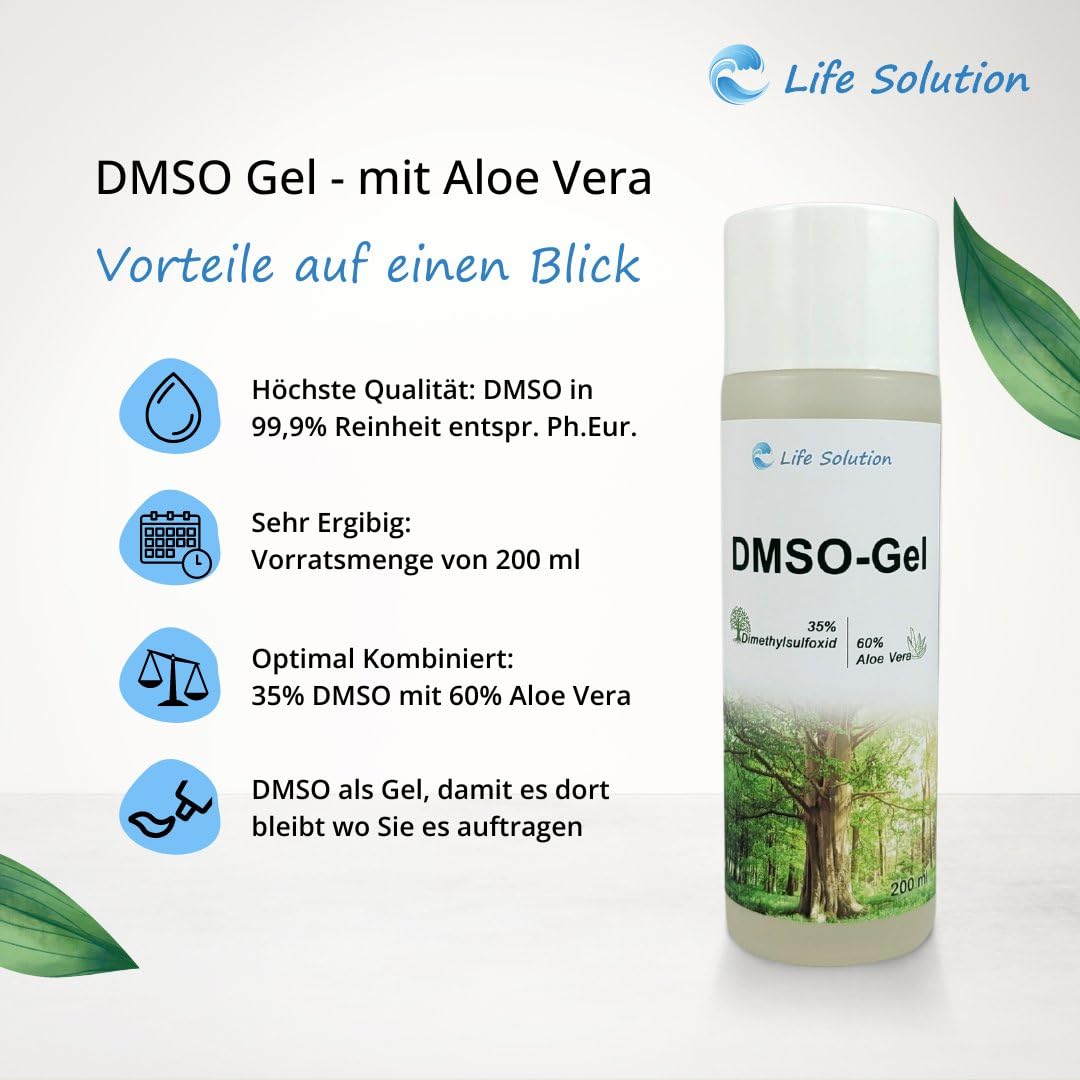 Life Solution
DMSO Gel - mit Aloe Vera
Vorteile auf einen Blick
Höchste Qualität: DMSO in
99,9% Reinheit entspr. Ph.Eur.
Sehr Ergibig:
Vorratsmenge von 200 ml
Optimal Kombiniert:
35% DMSO mit 60% Aloe Vera
DMSO als Gel, damit es dort
bleibt wo Sie es auftragen
Life Solution
DMSO-Gel
35%
Dimethylsulfoxid
60%
Aloe Vera
200 ml